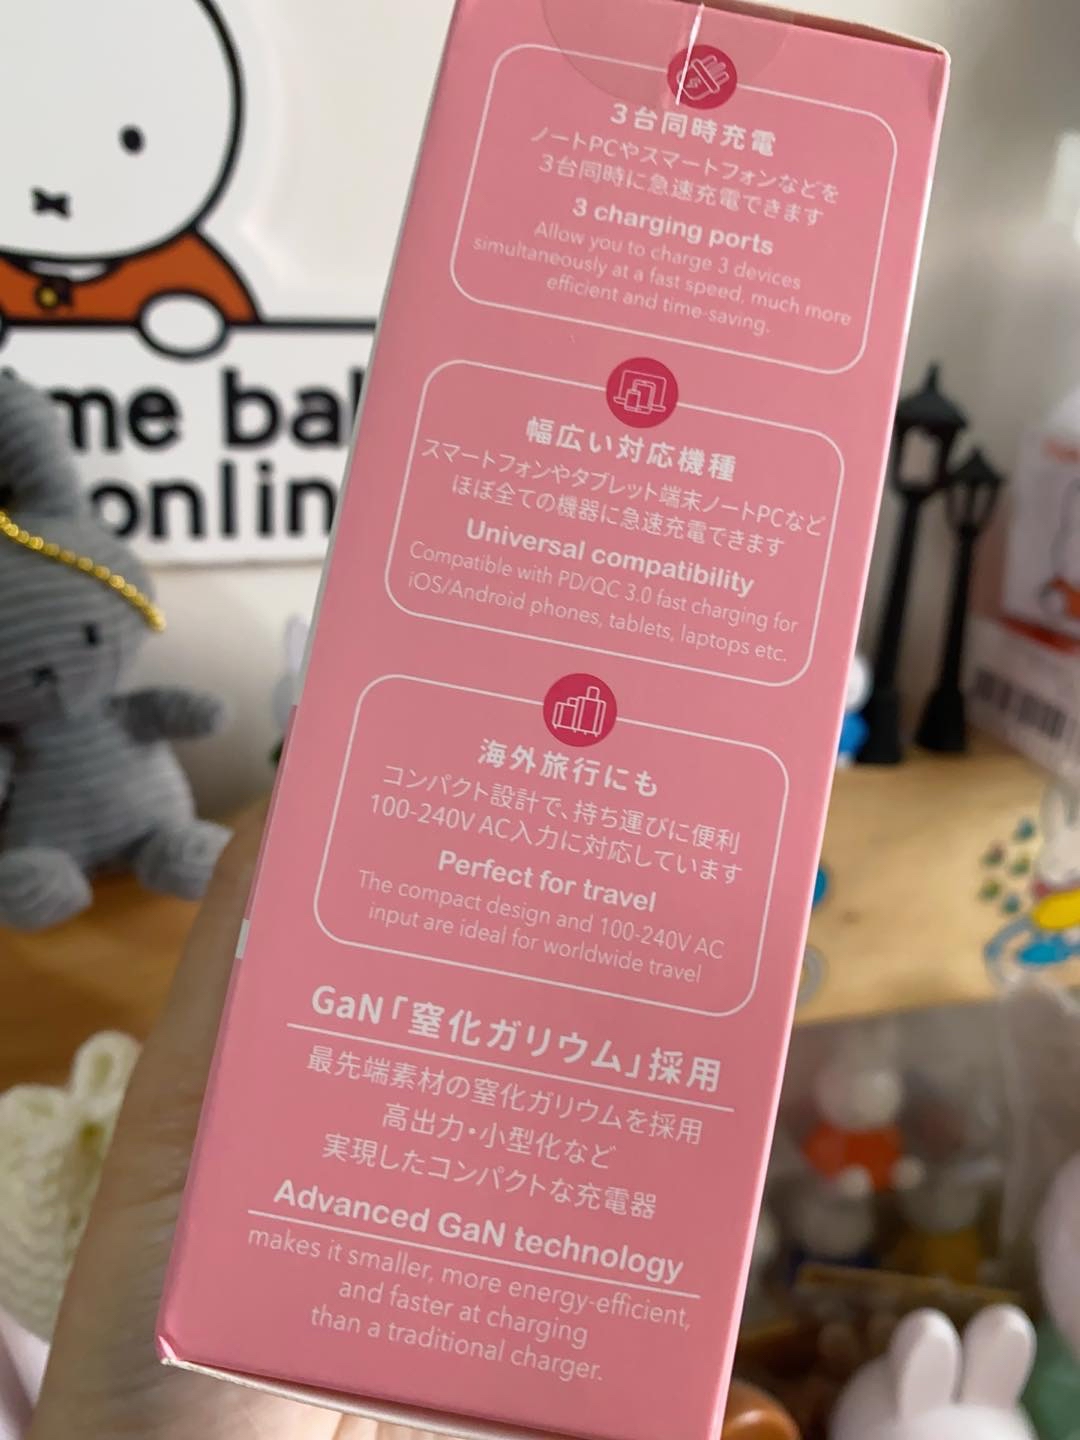 me ba
onlin
3台同時充電
ノートPCやスマートフォンなどを
3台同時に急速充電できます
3 charging ports
Allow you to charge 3 devices
simultaneously at a fast speed, much more
efficient and time-saving.
幅広い対応機種
スマートフォンやタブレット端末ノートPCなど
ほぼ全ての機器に急速充電できます
Universal compatibility
Compatible with PD/QC 3.0 fast charging for
iOS/Android phones, tablets, laptops etc.
海外旅行にも
コンパクト設計で、持ち運びに便利
100-240V AC入力に対応しています
Perfect for travel
The compact design and 100-240V AC
input are ideal for worldwide travel
GaN「窒化ガリウム」採用
最先端素材の窒化ガリウムを採用
高出力・小型化など
実現したコンパクトな充電器
Advanced GaN technology
makes it smaller, more energy-efficient,
and faster at charging
than a traditional charger.